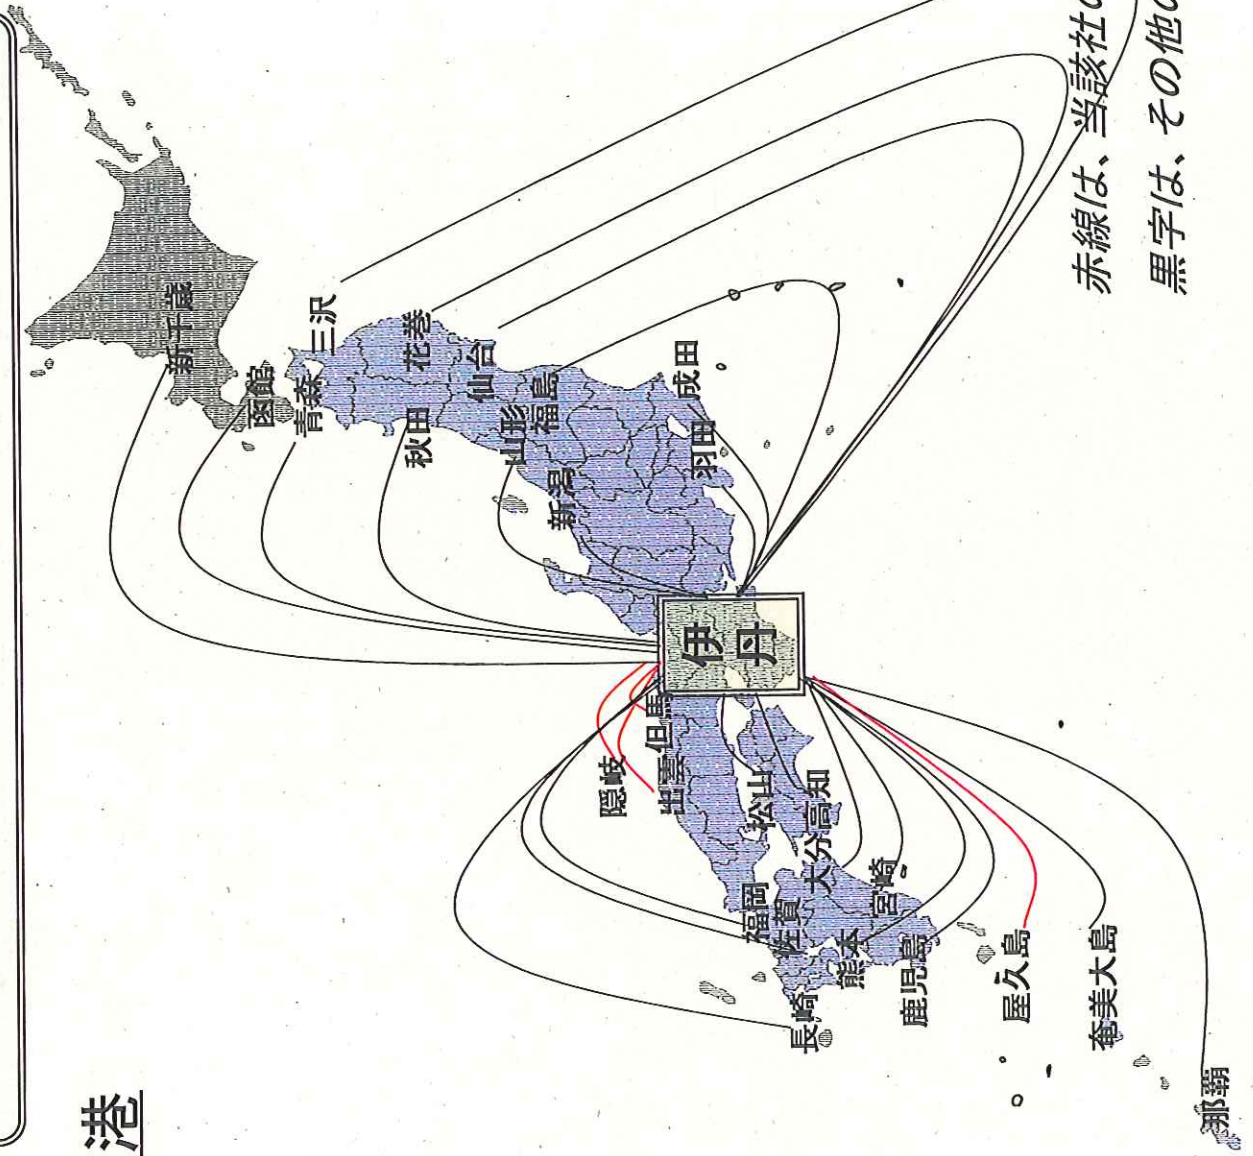 港
新千歳
函館
青森
三沢
秋田
花巻
仙台
山形
福島
新潟
成田
羽田
伊丹
但馬
隠岐
出雲
松山
高知
大分
福岡
佐賀
長崎
熊本
宮崎
鹿児島
屋久島
奄美大島
那覇
赤線は、当該社の
黒字は、その他の